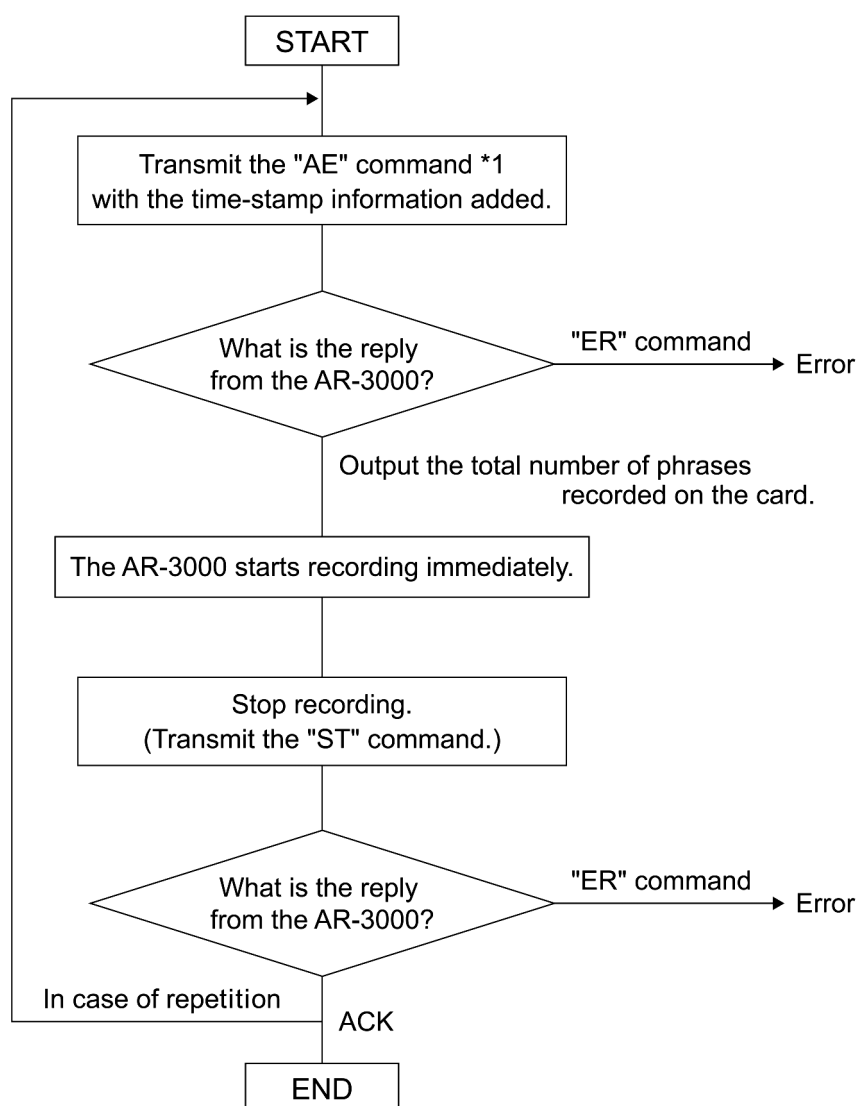 START
Transmit the "AE" command *1
with the time-stamp information added.
What is the reply
from the AR-3000?
"ER" command
Error
Output the total number of phrases
recorded on the card.
The AR-3000 starts recording immediately.
Stop recording.
(Transmit the "ST" command.)
What is the reply
from the AR-3000?
"ER" command
Error
In case of repetition
ACK
END